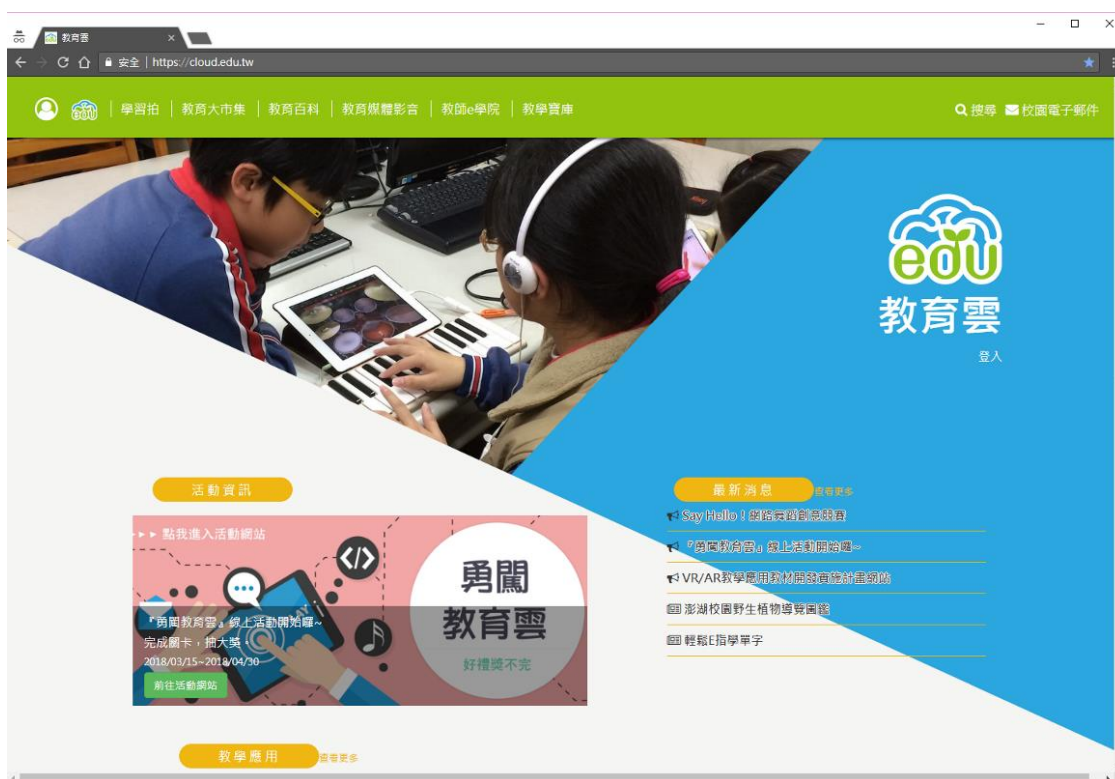 教育雲
安全 | https://cloud.edu.tw
edu
學習拍 | 教育大市集 | 教育百科 | 教育媒體影音 | 教師e學院 | 教學寶庫
搜尋 校園電子郵件
edu
教育雲
登入
活動資訊
點我進入活動網站
勇闖
教育雲
好禮獎不完
PLAY
『勇闖教育雲』線上活動開始囉~
完成關卡，抽大獎。
2018/03/15~2018/04/30
前往活動網站
最新消息 查看更多
Say Hello！網路舞蹈創意競賽
『勇闖教育雲』線上活動開始囉~
VR/AR教學應用教材開發實施計畫網站
澎湖校園野生植物導覽圖鑑
輕鬆E指學單字
教學應用 查看更多